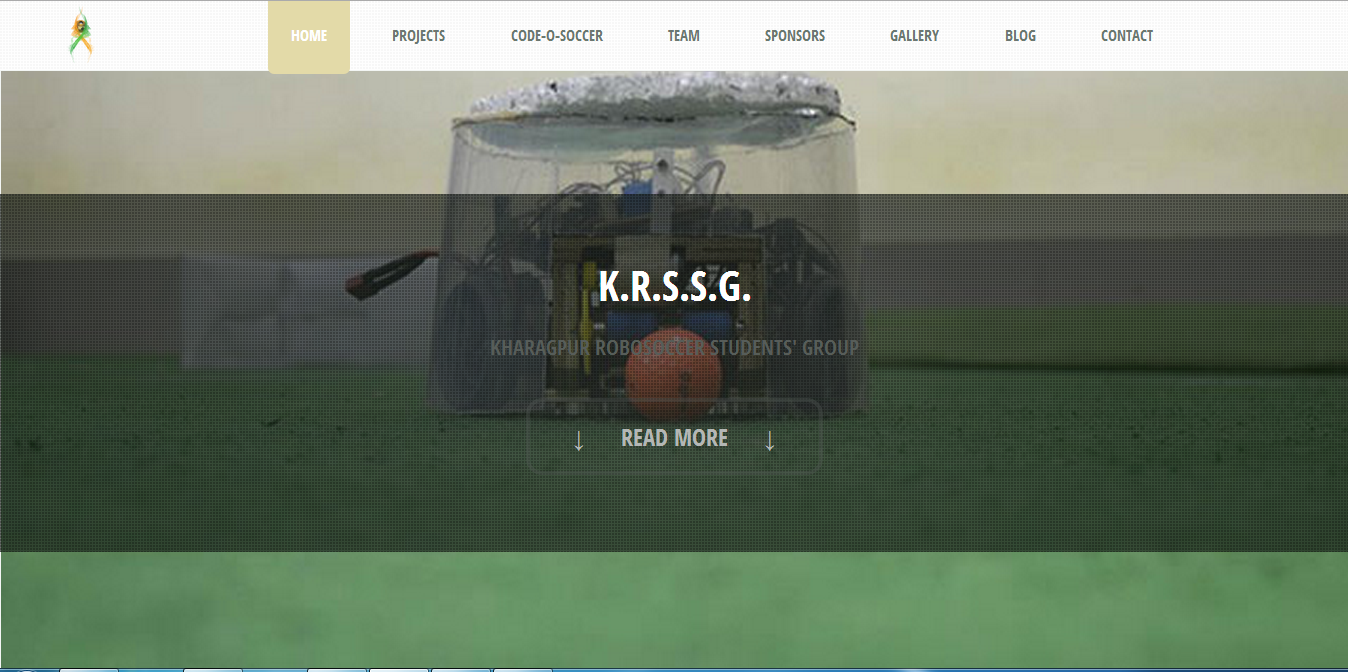 HOME
PROJECTS
CODE-O-SOCCER
TEAM
SPONSORS
GALLERY
BLOG
CONTACT
K.R.S.S.G.
KHARAGPUR ROBOSOCCER STUDENTS' GROUP
↓ READ MORE ↓